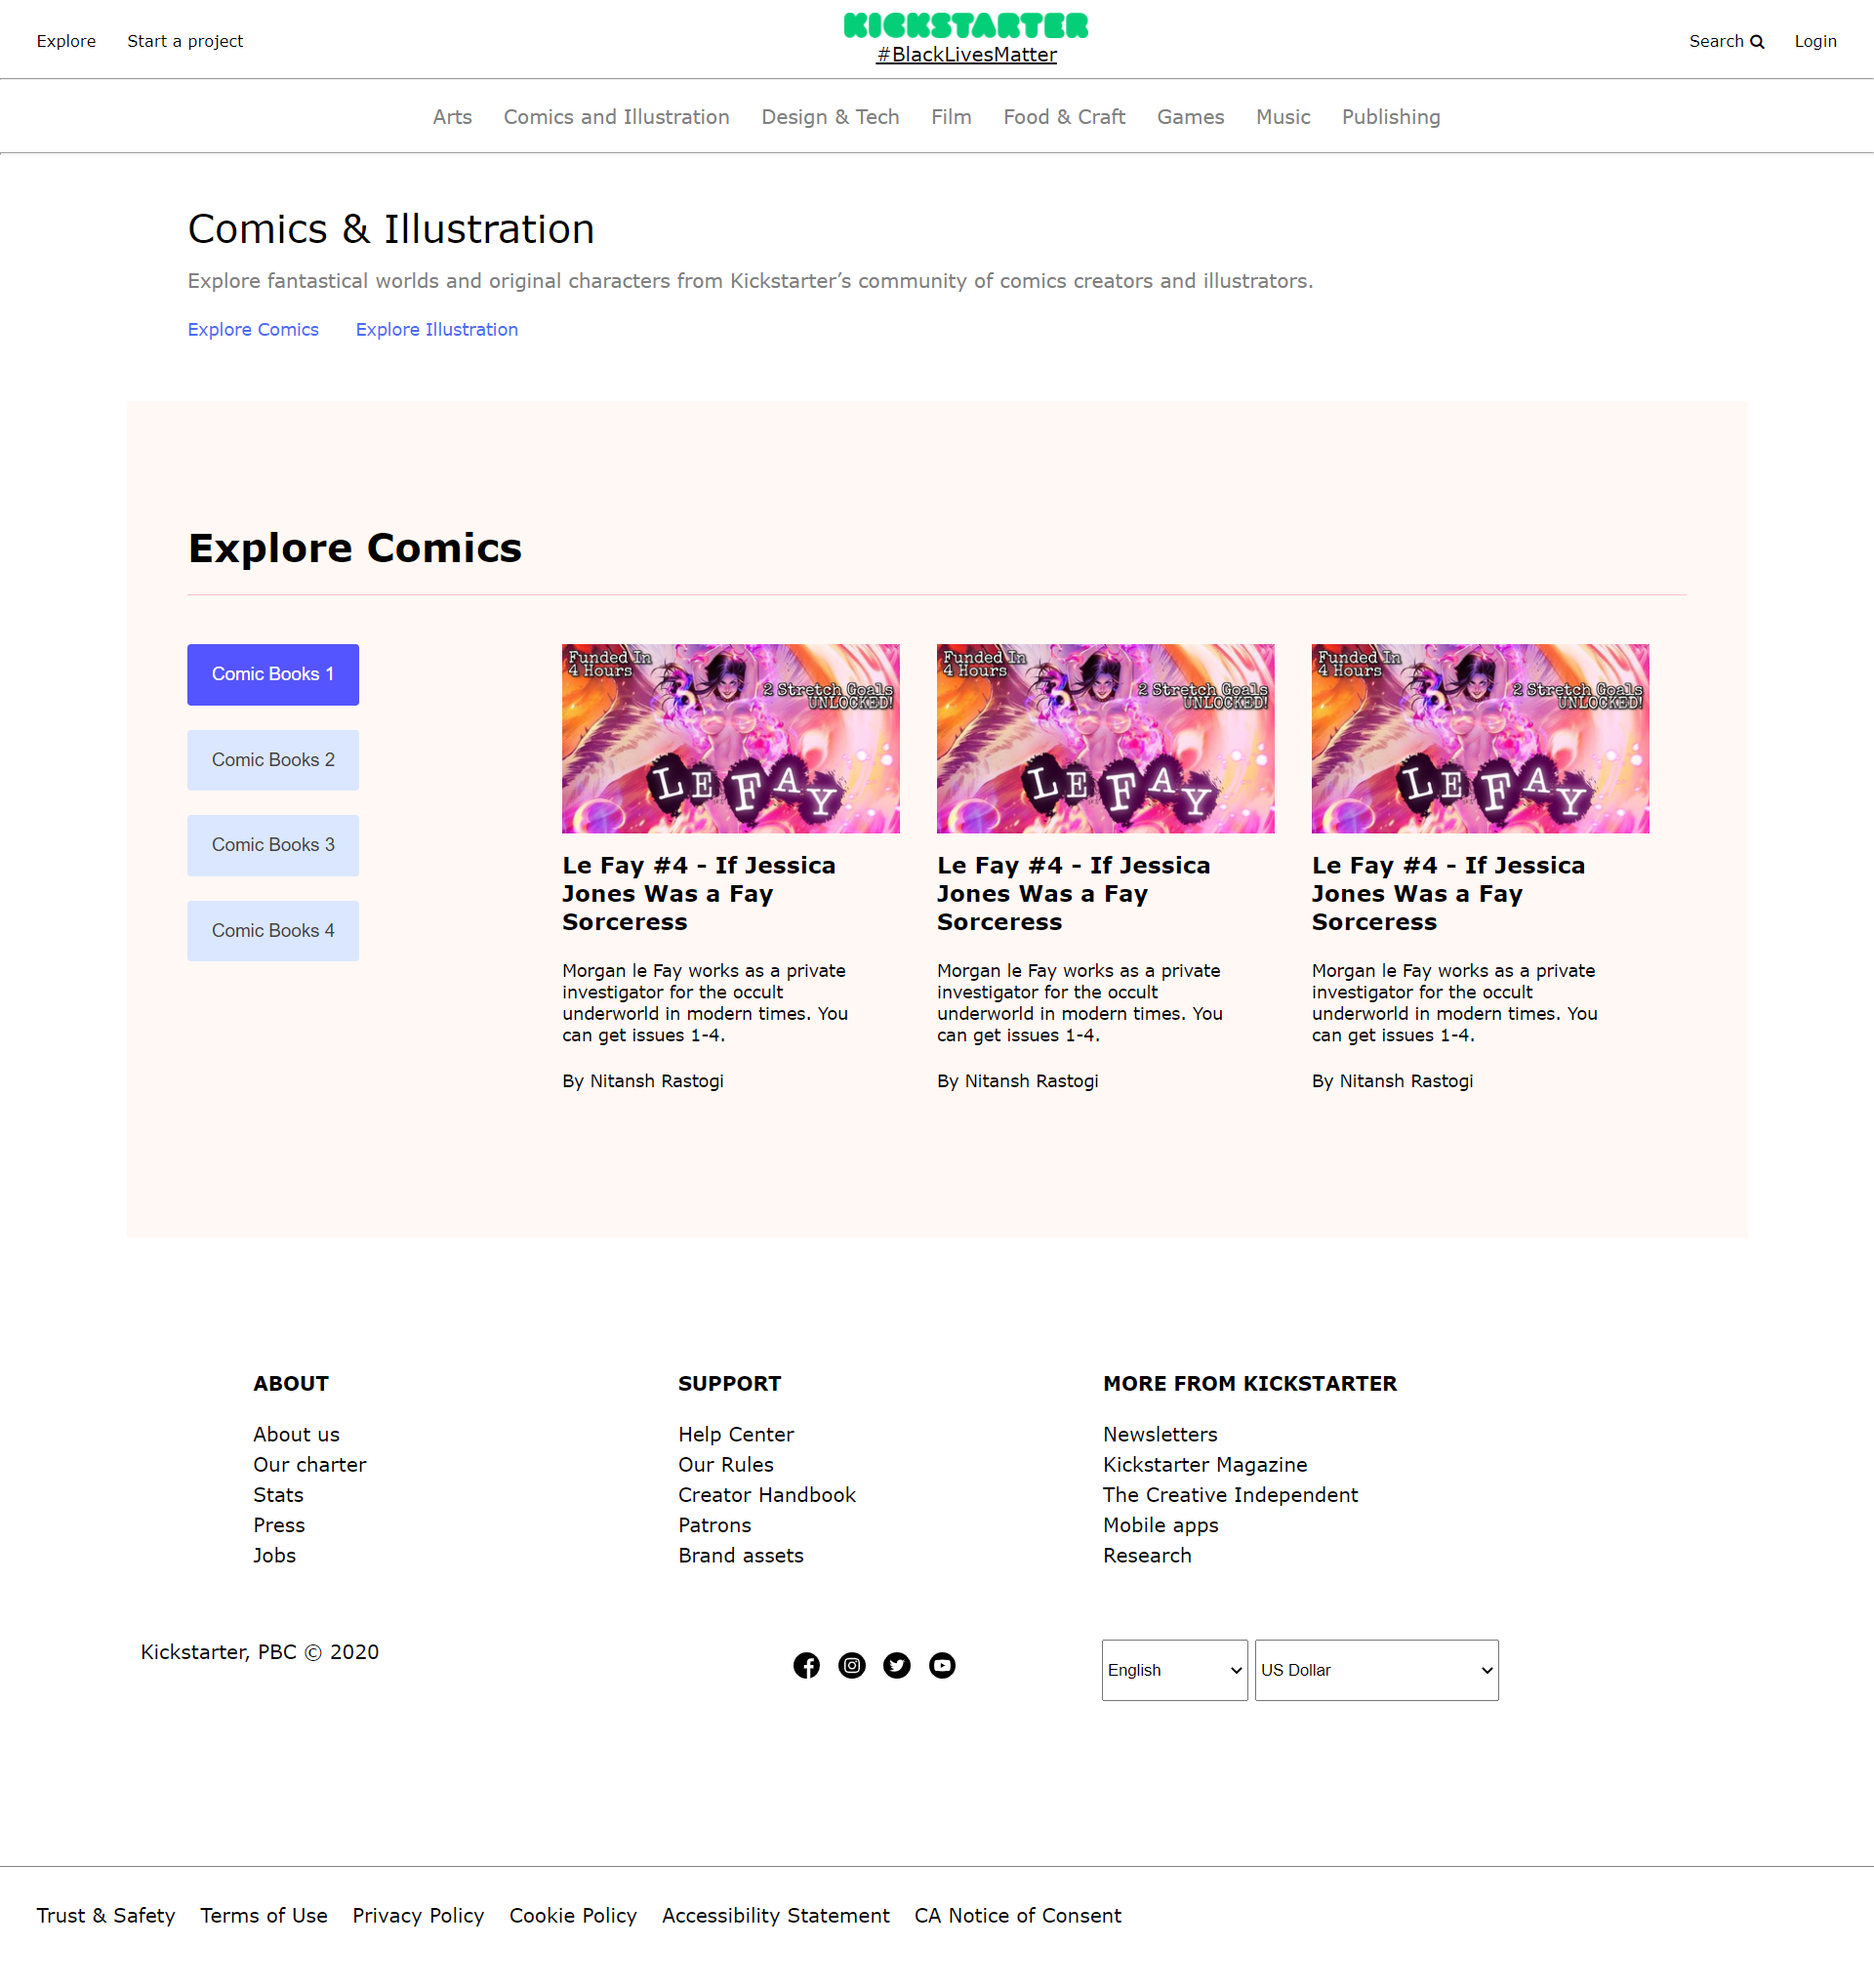 Explore
Start a project
KICKSTARTER
#BlackLivesMatter
Search
Login
Arts
Comics and Illustration
Design & Tech
Film
Food & Craft
Games
Music
Publishing
Comics & Illustration
Explore fantastical worlds and original characters from Kickstarter’s community of comics creators and illustrators.
Explore Comics
Explore Illustration
Explore Comics
Comic Books 1
Comic Books 2
Comic Books 3
Comic Books 4
Funded In
4 Hours
2 Stretch Goals
UNLOCKED!
LE FAY
Le Fay #4 - If Jessica
Jones Was a Fay
Sorceress
Morgan le Fay works as a private
investigator for the occult
underworld in modern times. You
can get issues 1-4.
By Nitansh Rastogi
Funded In
4 Hours
2 Stretch Goals
UNLOCKED!
LE FAY
Le Fay #4 - If Jessica
Jones Was a Fay
Sorceress
Morgan le Fay works as a private
investigator for the occult
underworld in modern times. You
can get issues 1-4.
By Nitansh Rastogi
Funded In
4 Hours
2 Stretch Goals
UNLOCKED!
LE FAY
Le Fay #4 - If Jessica
Jones Was a Fay
Sorceress
Morgan le Fay works as a private
investigator for the occult
underworld in modern times. You
can get issues 1-4.
By Nitansh Rastogi
ABOUT
About us
Our charter
Stats
Press
Jobs
SUPPORT
Help Center
Our Rules
Creator Handbook
Patrons
Brand assets
MORE FROM KICKSTARTER
Newsletters
Kickstarter Magazine
The Creative Independent
Mobile apps
Research
Kickstarter, PBC © 2020
English
US Dollar
Trust & Safety
Terms of Use
Privacy Policy
Cookie Policy
Accessibility Statement
CA Notice of Consent